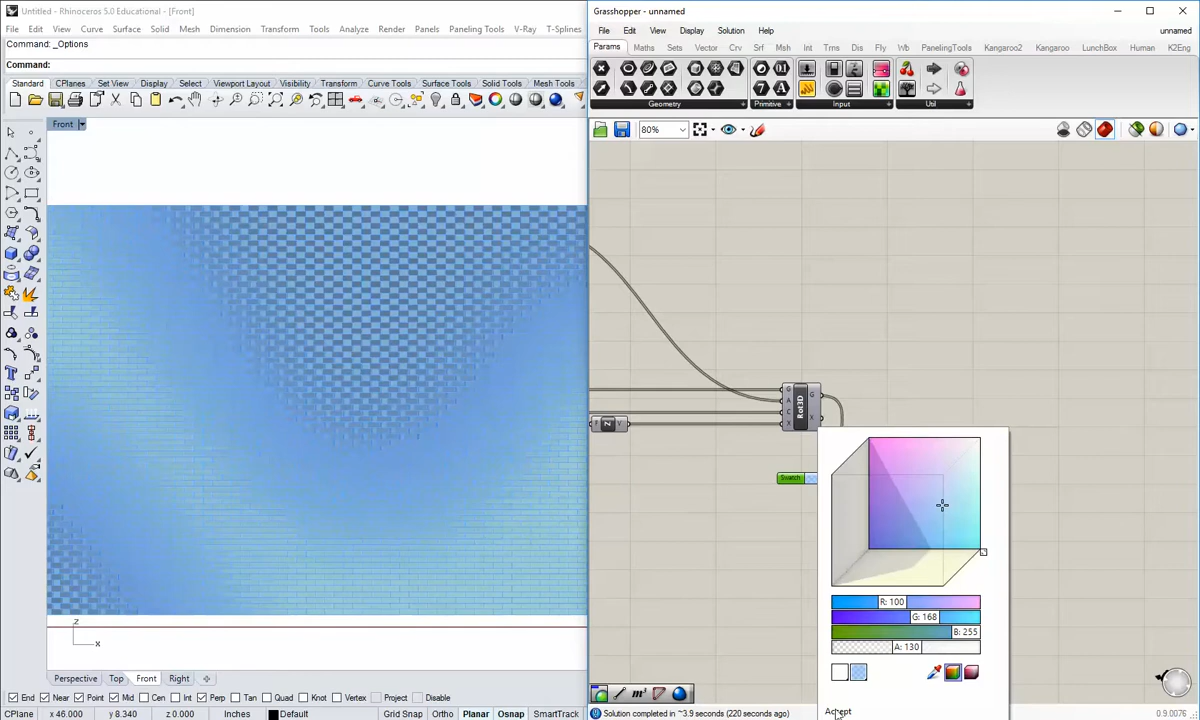 Untitled - Rhinoceros 5.0 Educational - [Front]
File Edit View Curve Surface Solid Mesh Dimension Transform Tools Analyze Render Panels PanelingTools V-Ray T-Splines
Command: _Options
Command:
Standard CPlanes Set View Display Select Viewport Layout Visibility Transform Curve Tools Surface Tools Solid Tools Mesh Tools
Front
z
x
Perspective Top Front Right
End Near Point Mid Cen Int Perp Tan Quad Knot Vertex Project Disable
CPlane x 46.000 y 8.340 z 0.000 Inches Default Grid Snap Ortho Planar Osnap SmartTrack
Grasshopper - unnamed
File Edit View Display Solution Help unnamed
Params Maths Sets Vector Crv Srf Msh Int Trns Dis Fly Wb PanelingTools Kangaroo2 Kangaroo LunchBox Human K2Eng
Geometry Primitive Input Util
80%
G
A
C
X
Rot3D
G
X
F
Z
V
Swatch
R: 100
G: 168
B: 255
A: 130
Accept
Solution completed in ~3.9 seconds (220 seconds ago) 0.9.0076